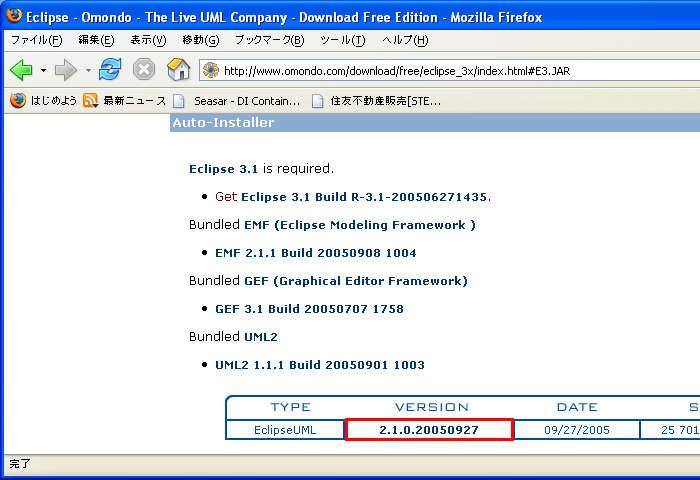 Eclipse - Omondo - The Live UML Company - Download Free Edition - Mozilla Firefox
ファイル(F) 編集(E) 表示(V) 移動(G) ブックマーク(B) ツール(T) ヘルプ(H)
http://www.omondo.com/download/free/eclipse_3x/index.html#E3.JAR
はじめよう 最新ニュース Seasar - DI Contain... 住友不動産販売[STE...
Auto-Installer
Eclipse 3.1 is required.
• Get Eclipse 3.1 Build R-3.1-200506271435.
Bundled EMF (Eclipse Modeling Framework )
• EMF 2.1.1 Build 20050908 1004
Bundled GEF (Graphical Editor Framework)
• GEF 3.1 Build 20050707 1758
Bundled UML2
• UML2 1.1.1 Build 20050901 1003
TYPE VERSION DATE S
EclipseUML 2.1.0.20050927 09/27/2005 25 701
完了